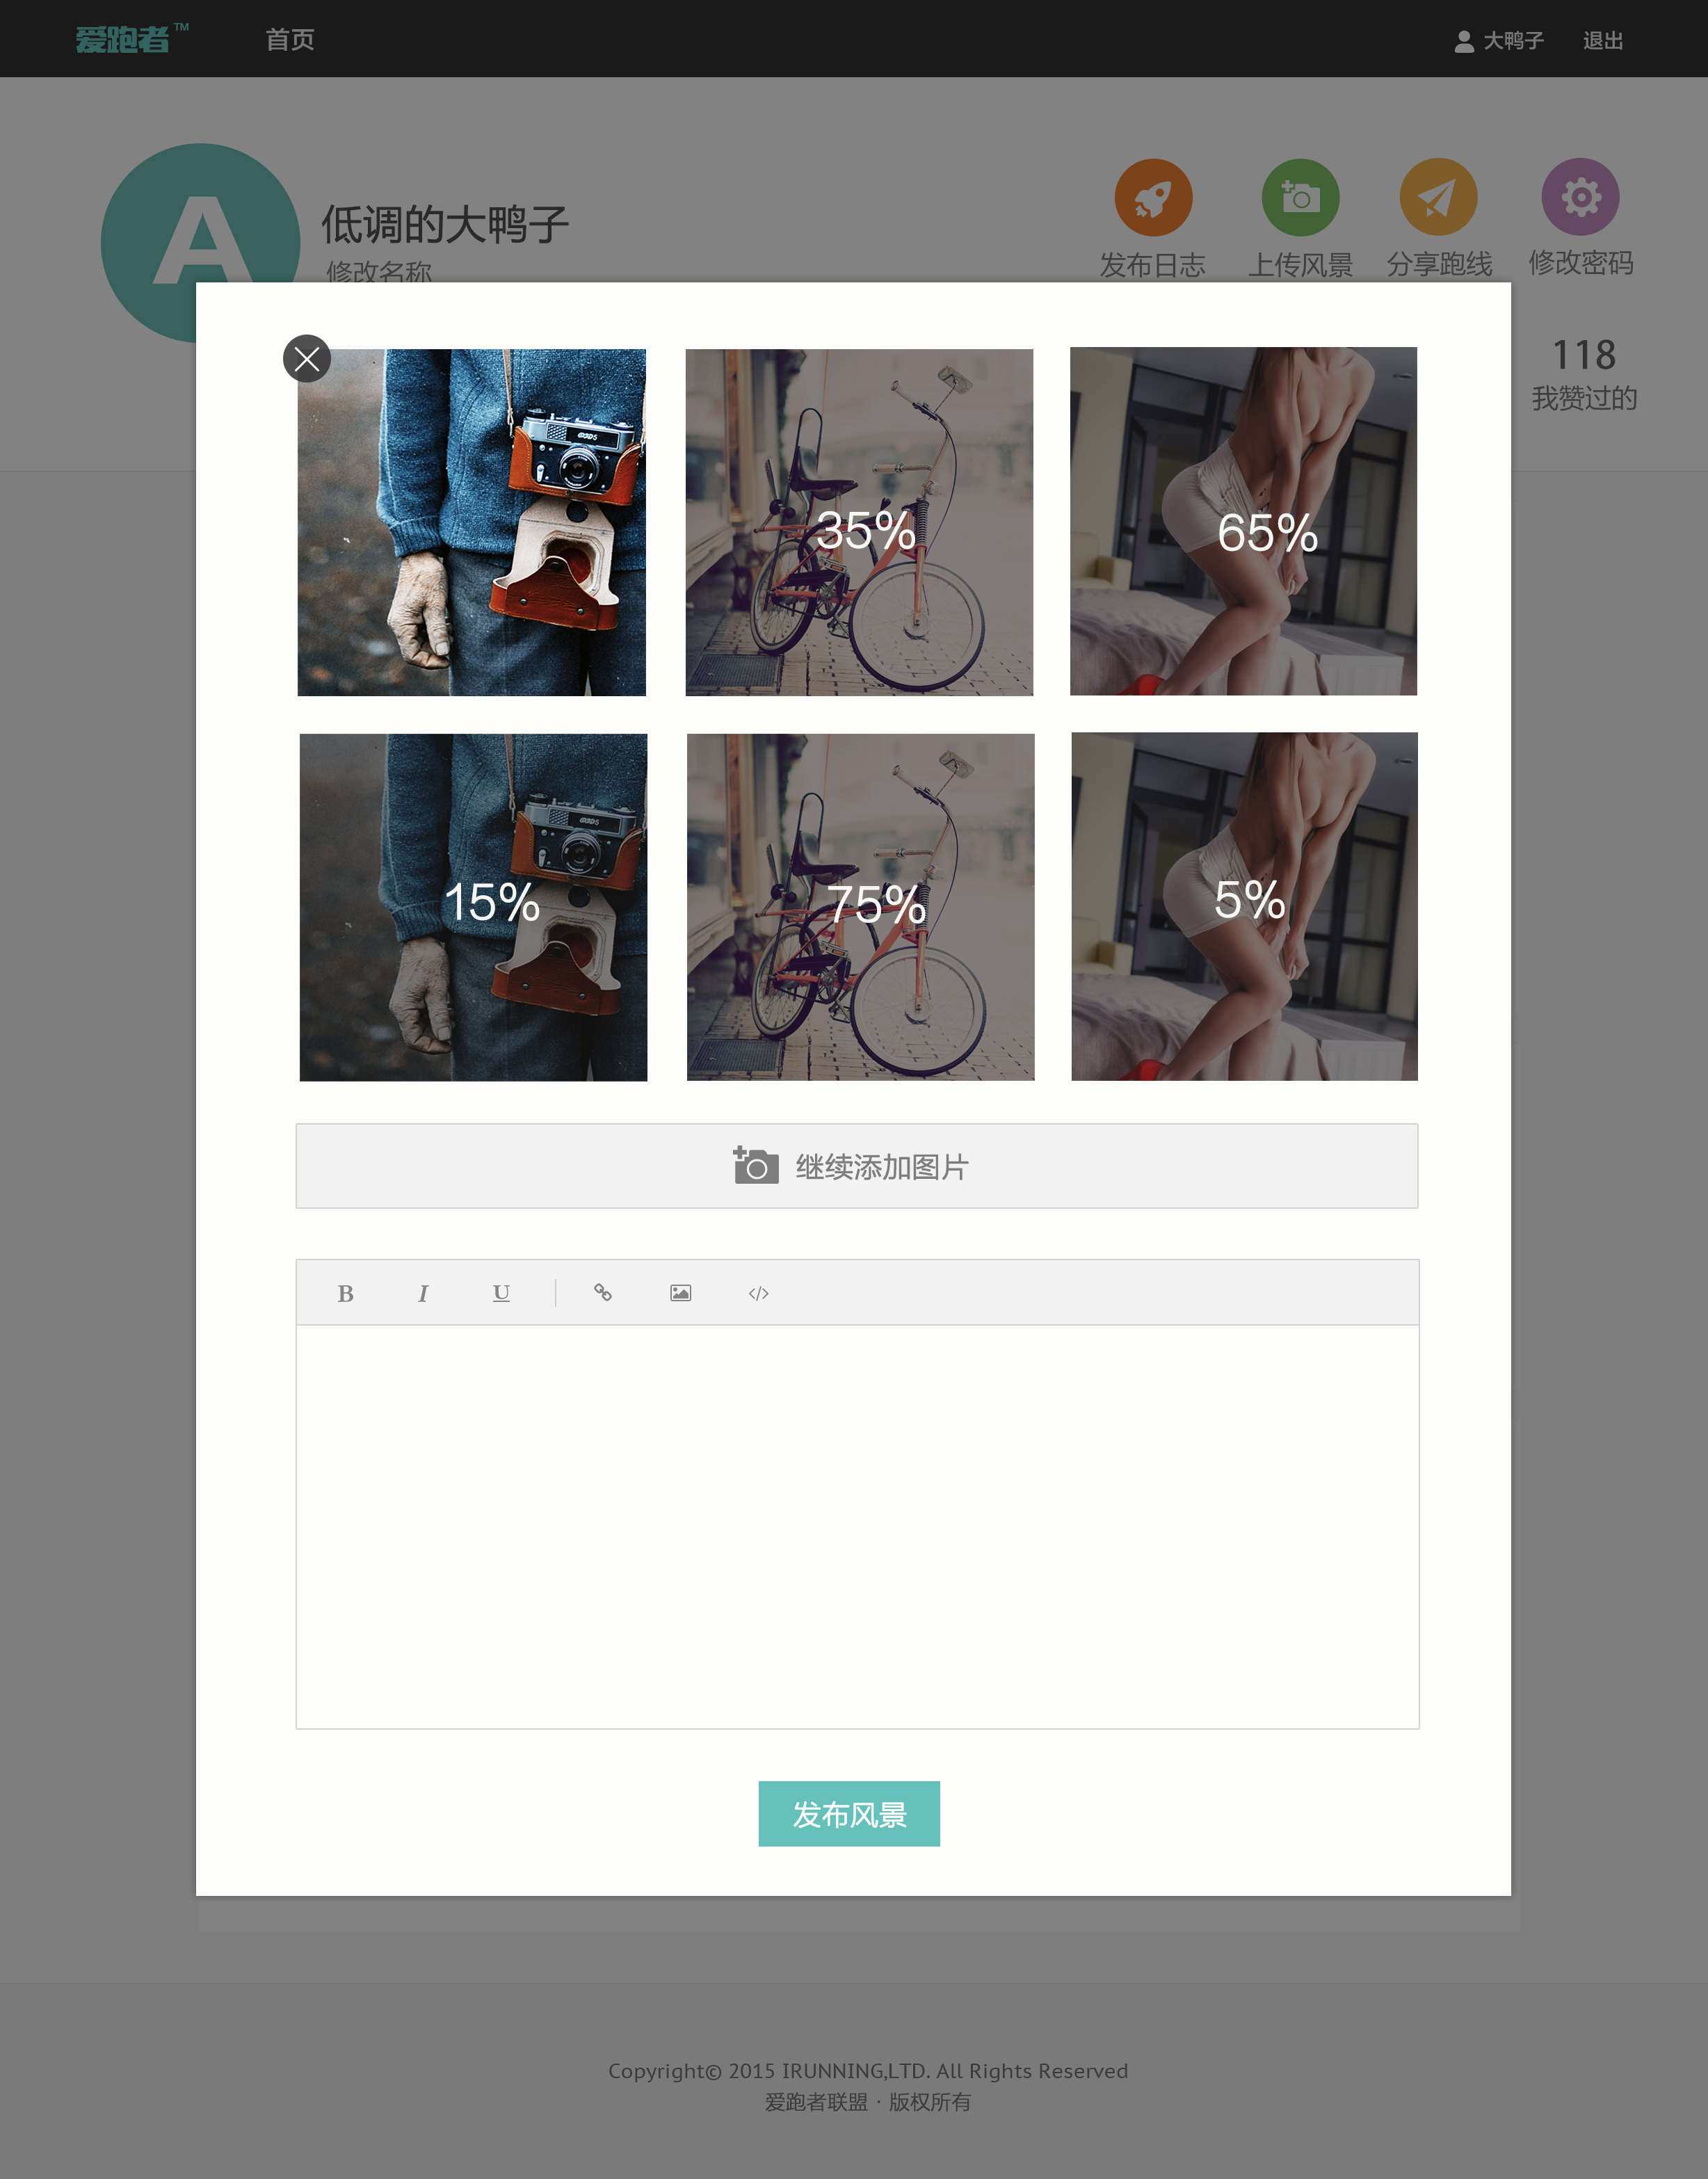 爱跑者™
首页
大鸭子
退出
A
低调的大鸭子
修改名称
发布日志
上传风景
分享跑线
修改密码
118
我赞过的
35%
65%
15%
75%
5%
继续添加图片
B I U </>
发布风景
Copyright© 2015 IRUNNING,LTD. All Rights Reserved
爱跑者联盟 · 版权所有